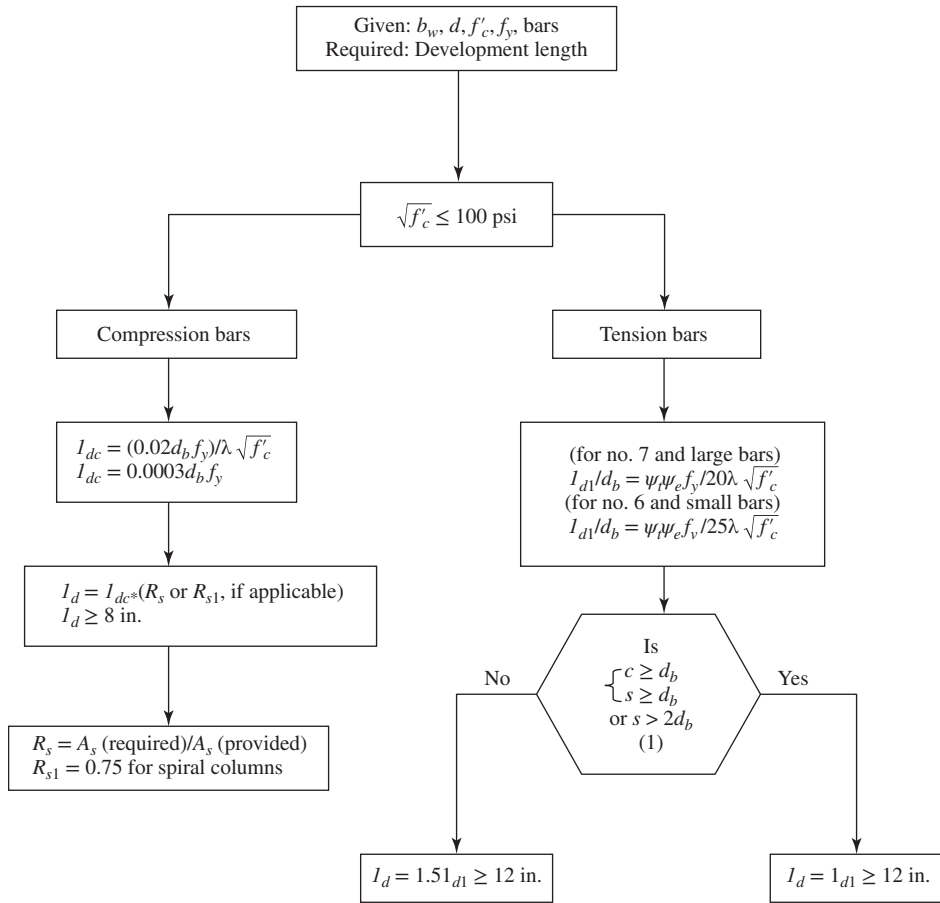 Given: b_w, d, f'_c, f_y, bars
Required: Development length
√f'_c ≤ 100 psi
Compression bars
Tension bars
l_dc = (0.02d_b f_y)/λ √f'_c
l_dc = 0.0003d_b f_y
(for no. 7 and large bars)
l_d1/d_b = ψ_tψ_e f_y/20λ √f'_c
(for no. 6 and small bars)
l_d1/d_b = ψ_tψ_e f_y/25λ √f'_c
l_d = l_dc*(R_s or R_s1, if applicable)
l_d ≥ 8 in.
R_s = A_s (required)/A_s (provided)
R_s1 = 0.75 for spiral columns
Is
c ≥ d_b
s ≥ d_b
or s > 2d_b
(1)
No
Yes
l_d = 1.5l_d1 ≥ 12 in.
l_d = l_d1 ≥ 12 in.